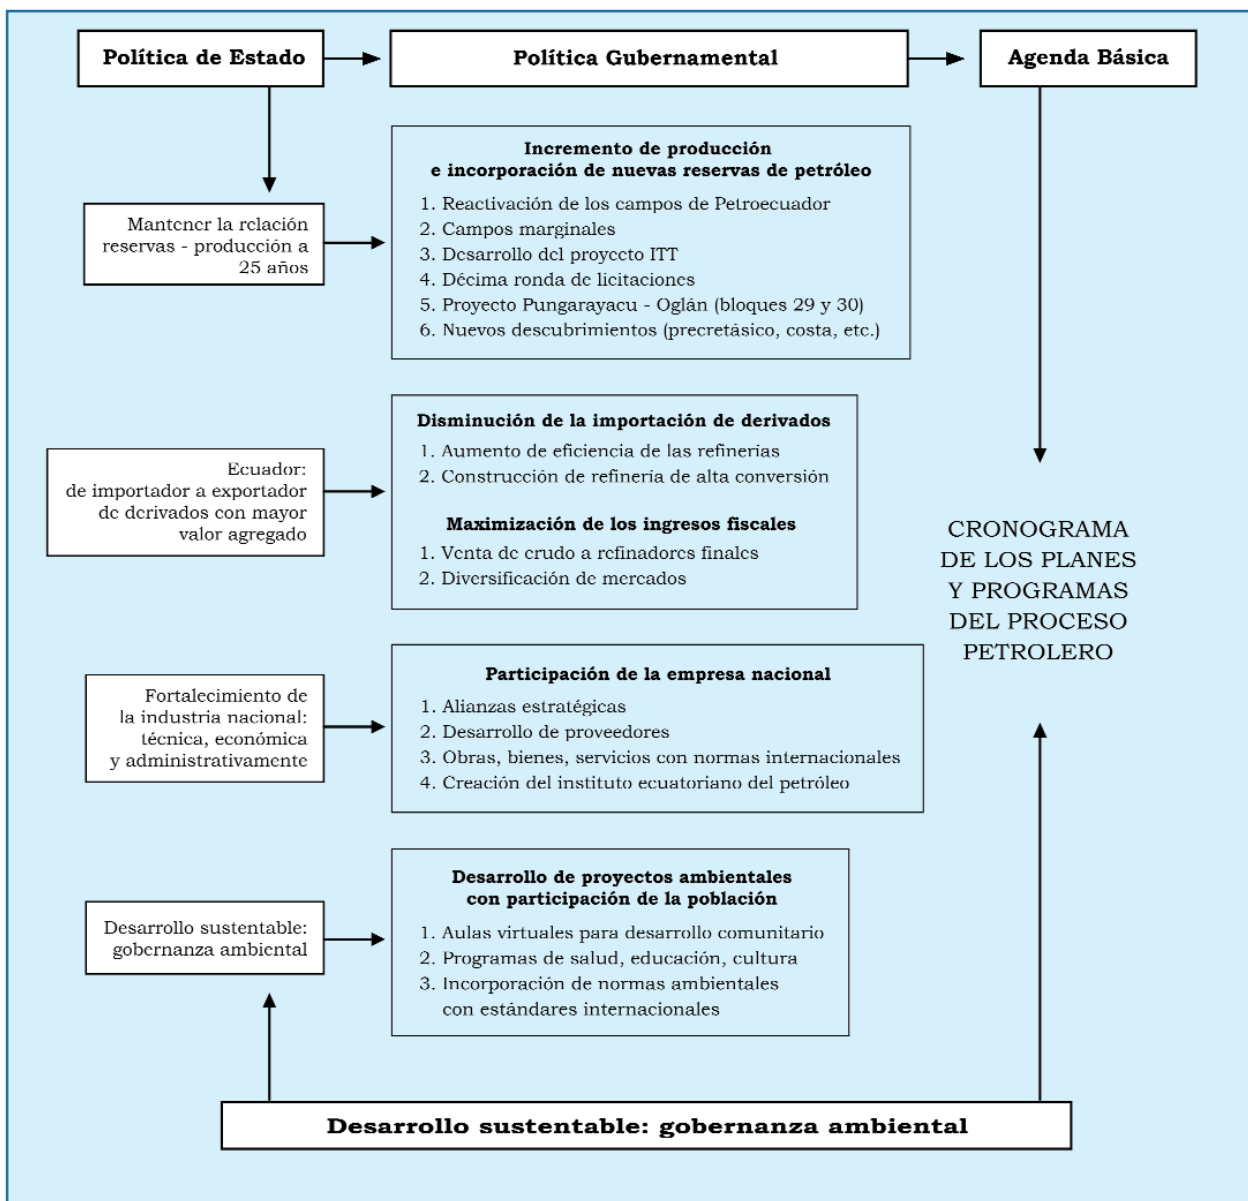 Política de Estado
Política Gubernamental
Agenda Básica
Mantener la relación
reservas - producción a
25 años
Incremento de producción
e incorporación de nuevas reservas de petróleo
1. Reactivación de los campos de Petroecuador
2. Campos marginales
3. Desarrollo del proyecto ITT
4. Décima ronda de licitaciones
5. Proyecto Pungarayacu - Oglán (bloques 29 y 30)
6. Nuevos descubrimientos (precretásico, costa, etc.)
Ecuador:
de importador a exportador
de derivados con mayor
valor agregado
Disminución de la importación de derivados
1. Aumento de eficiencia de las refinerías
2. Construcción de refinería de alta conversión
Maximización de los ingresos fiscales
1. Venta de crudo a refinadores finales
2. Diversificación de mercados
CRONOGRAMA
DE LOS PLANES
Y PROGRAMAS
DEL PROCESO
PETROLERO
Fortalecimiento de
la industria nacional:
técnica, económica
y administrativamente
Participación de la empresa nacional
1. Alianzas estratégicas
2. Desarrollo de proveedores
3. Obras, bienes, servicios con normas internacionales
4. Creación del instituto ecuatoriano del petróleo
Desarrollo sustentable:
gobernanza ambiental
Desarrollo de proyectos ambientales
con participación de la población
1. Aulas virtuales para desarrollo comunitario
2. Programas de salud, educación, cultura
3. Incorporación de normas ambientales
con estándares internacionales
Desarrollo sustentable: gobernanza ambiental